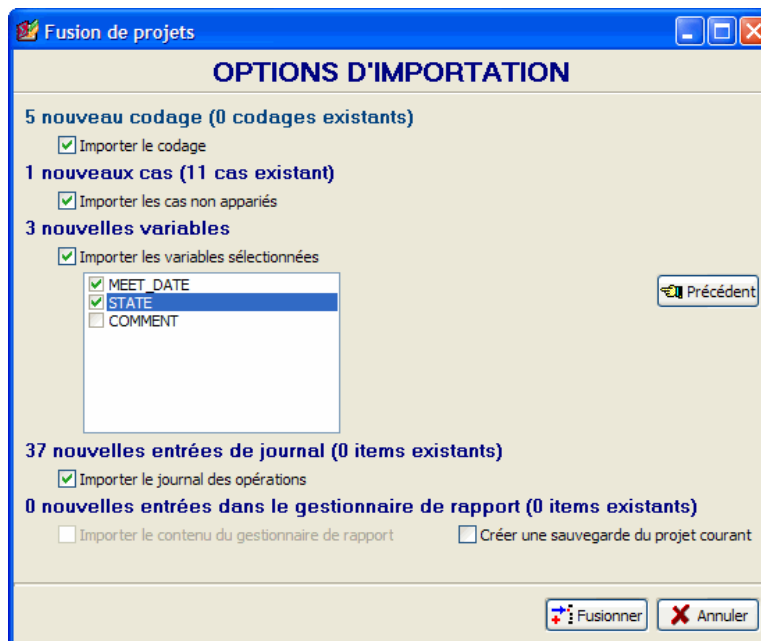 Fusion de projets
OPTIONS D'IMPORTATION
5 nouveau codage (0 codages existants)
Importer le codage
1 nouveaux cas (11 cas existant)
Importer les cas non appariés
3 nouvelles variables
Importer les variables sélectionnées
MEET_DATE
STATE
COMMENT
Précédent
37 nouvelles entrées de journal (0 items existants)
Importer le journal des opérations
0 nouvelles entrées dans le gestionnaire de rapport (0 items existants)
Importer le contenu du gestionnaire de rapport Créer une sauvegarde du projet courant
Fusionner Annuler